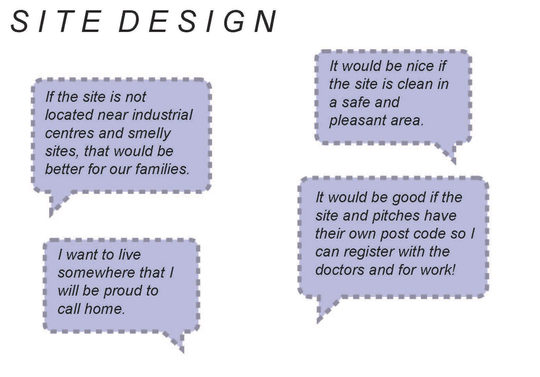 SITE DESIGN
If the site is not
located near industrial
centres and smelly
sites, that would be
better for our families.
It would be nice if
the site is clean in
a safe and
pleasant area.
I want to live
somewhere that I
will be proud to
call home.
It would be good if the
site and pitches have
their own post code so I
can register with the
doctors and for work!